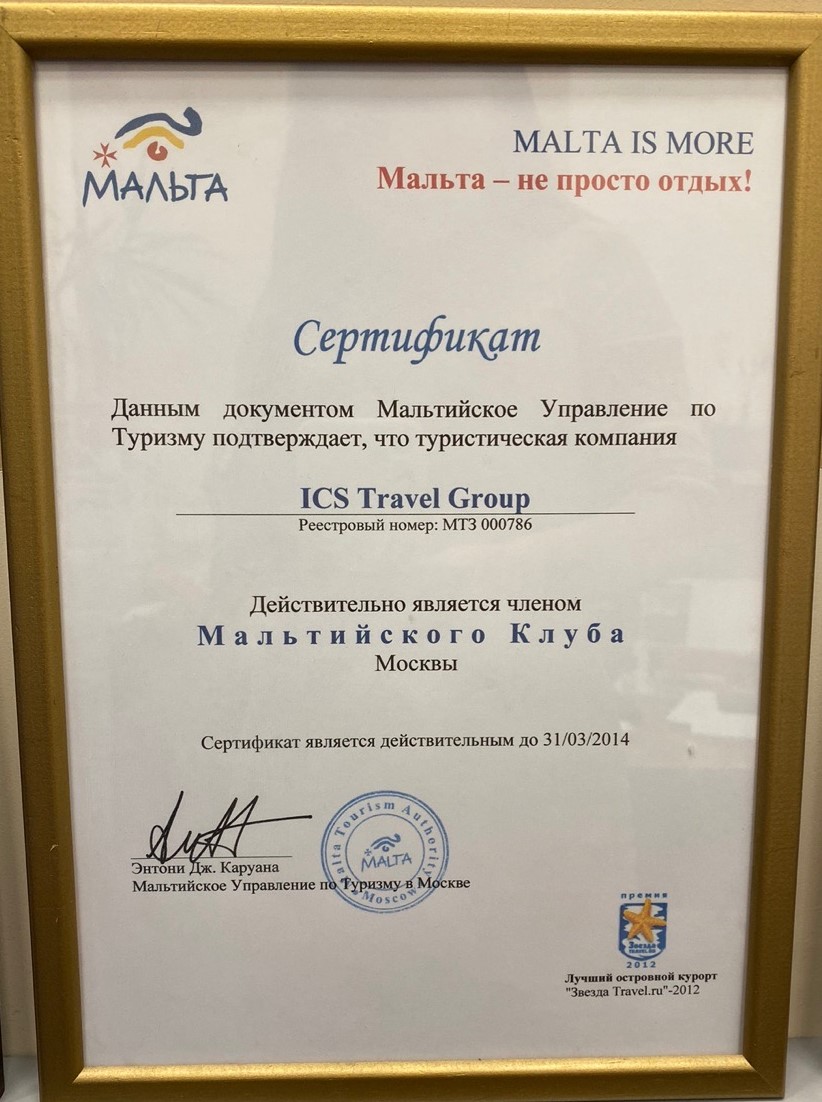 МАЛЬТА
MALTA IS MORE
Мальта – не просто отдых!
Сертификат
Данным документом Мальтийское Управление по
Туризму подтверждает, что туристическая компания
ICS Travel Group
Реестровый номер: МТЗ 000786
Действительно является членом
Мальтийского Клуба
Москвы
Сертификат является действительным до 31/03/2014
Malta Tourism Authority
MALTA
Moscow
Энтони Дж. Каруана
Мальтийское Управление по Туризму в Москве
премия
Звезда
TRAVEL.RU
2012
Лучший островной курорт
"Звезда Travel.ru"-2012